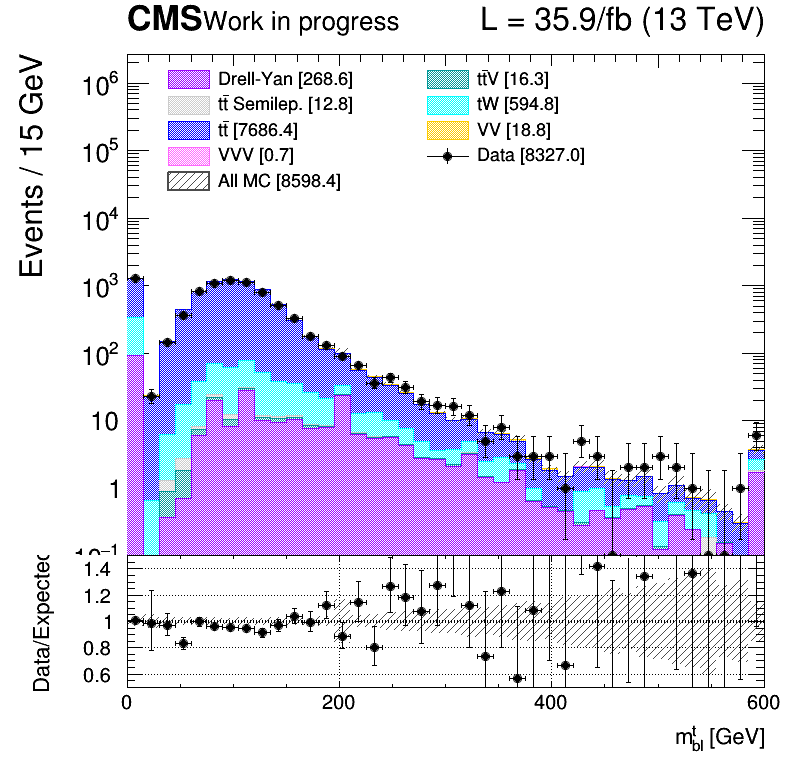 CMS Work in progress L = 35.9/fb (13 TeV)
Events / 15 GeV
Drell-Yan [268.6]
tt̄ Semilep. [12.8]
tt̄ [7686.4]
VVV [0.7]
All MC [8598.4]
tt̄V [16.3]
tW [594.8]
VV [18.8]
Data [8327.0]
10⁶
10⁵
10⁴
10³
10²
10
1
10⁻¹
Data/Expected
1.4
1.2
1
0.8
0.6
0 200 400 600
m^t_bl [GeV]